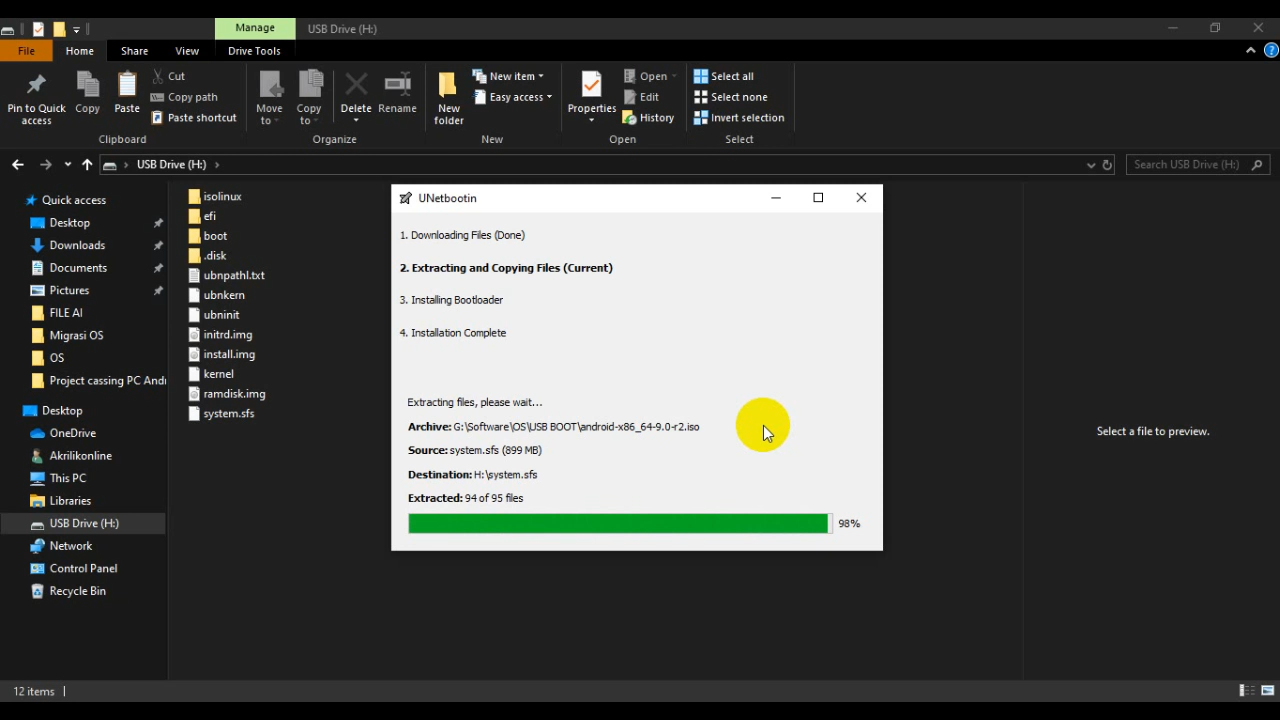 Manage
USB Drive (H:)
File
Home
Share
View
Drive Tools
Pin to Quick access
Copy
Paste
Cut
Copy path
Paste shortcut
Clipboard
Move to
Copy to
Delete
Rename
Organize
New folder
New item
Easy access
New
Properties
Open
Edit
History
Open
Select all
Select none
Invert selection
Select
USB Drive (H:)
Search USB Drive (H:)
Quick access
Desktop
Downloads
Documents
Pictures
FILE AI
Migrasi OS
OS
Project cassing PC Andr
Desktop
OneDrive
Akrilikonline
This PC
Libraries
USB Drive (H:)
Network
Control Panel
Recycle Bin
isolinux
efi
boot
.disk
ubnpathl.txt
ubnkern
ubninit
initrd.img
install.img
kernel
ramdisk.img
system.sfs
UNetbootin
1. Downloading Files (Done)
2. Extracting and Copying Files (Current)
3. Installing Bootloader
4. Installation Complete
Extracting files, please wait...
Archive: G:\Software\OS\USB BOOT\android-x86_64-9.0-r2.iso
Source: system.sfs (899 MB)
Destination: H:\system.sfs
Extracted: 94 of 95 files
98%
Select a file to preview.
12 items